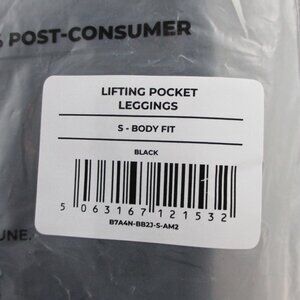 POST-CONSUMER
LIFTING POCKET
LEGGINGS
S - BODY FIT
BLACK
5 063167 121532
B7A4N-BB2J-S-AM2
UNE.